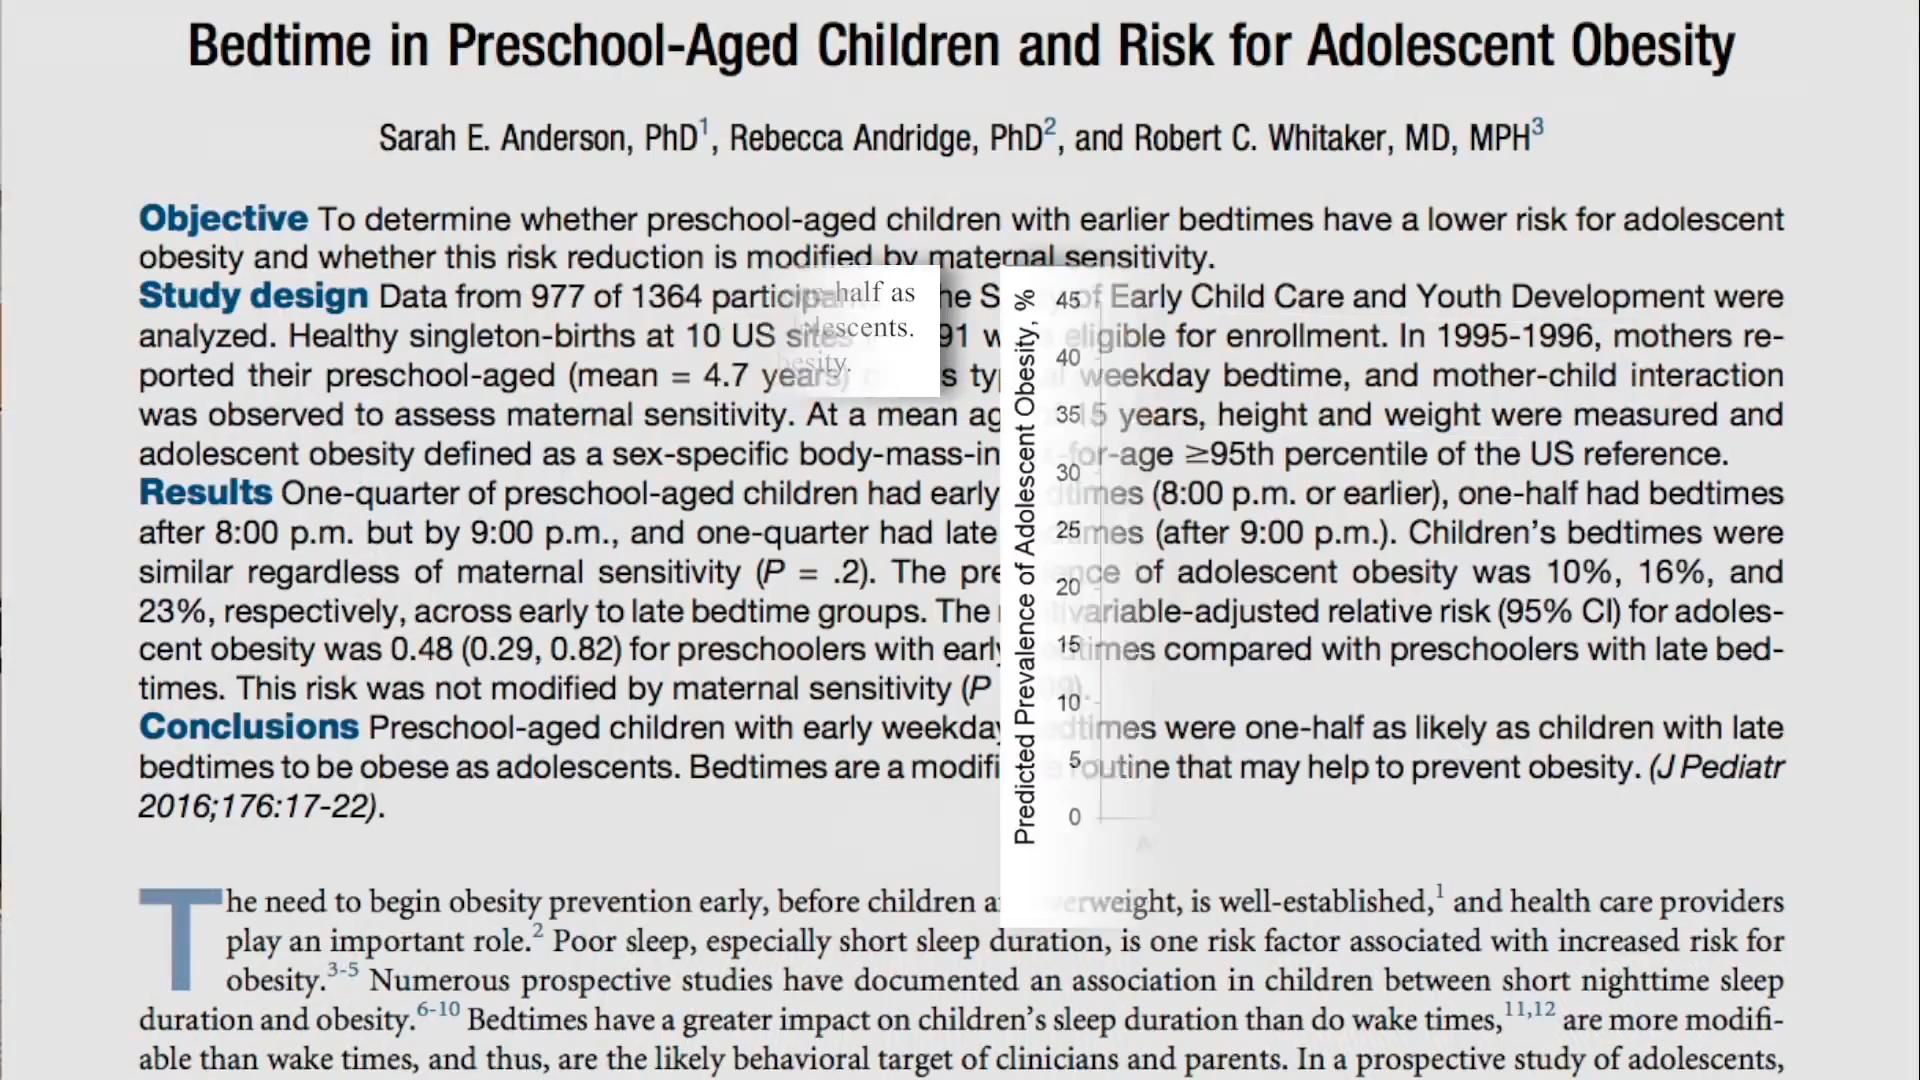 Bedtime in Preschool-Aged Children and Risk for Adolescent Obesity
Sarah E. Anderson, PhD1, Rebecca Andridge, PhD2, and Robert C. Whitaker, MD, MPH3
Objective To determine whether preschool-aged children with earlier bedtimes have a lower risk for adolescent
obesity and whether this risk reduction is modified by maternal sensitivity.
Study design Data from 977 of 1364 of Early Child Care and Youth Development were
analyzed. Healthy singleton-births at 10 US sites eligible for enrollment. In 1995-1996, mothers re-
ported their preschool-aged (mean = 4.7 years) weekday bedtime, and mother-child interaction
was observed to assess maternal sensitivity. At a mean 15 years, height and weight were measured and
adolescent obesity defined as a sex-specific body-mass-in -for-age ≥95th percentile of the US reference.
Results One-quarter of preschool-aged children had early (8:00 p.m. or earlier), one-half had bedtimes
after 8:00 p.m. but by 9:00 p.m., and one-quarter had late (after 9:00 p.m.). Children's bedtimes were
similar regardless of maternal sensitivity (P = .2). The of adolescent obesity was 10%, 16%, and
23%, respectively, across early to late bedtime groups. The variable-adjusted relative risk (95% CI) for adoles-
cent obesity was 0.48 (0.29, 0.82) for preschoolers with compared with preschoolers with late bed-
times. This risk was not modified by maternal sensitivity (P
Conclusions Preschool-aged children with early were one-half as likely as children with late
bedtimes to be obese as adolescents. Bedtimes are a routine that may help to prevent obesity. (J Pediatr
2016;176:17-22).
half as
lescents.
besity.
Predicted Prevalence of Adolescent Obesity, %
45
40
35
30
25
20
15
10
5
0
The need to begin obesity prevention early, before children overweight, is well-established,1 and health care providers
play an important role.2 Poor sleep, especially short sleep duration, is one risk factor associated with increased risk for
obesity.3-5 Numerous prospective studies have documented an association in children between short nighttime sleep
duration and obesity.6-10 Bedtimes have a greater impact on children's sleep duration than do wake times,11,12 are more modifi-
able than wake times, and thus, are the likely behavioral target of clinicians and parents. In a prospective study of adolescents,